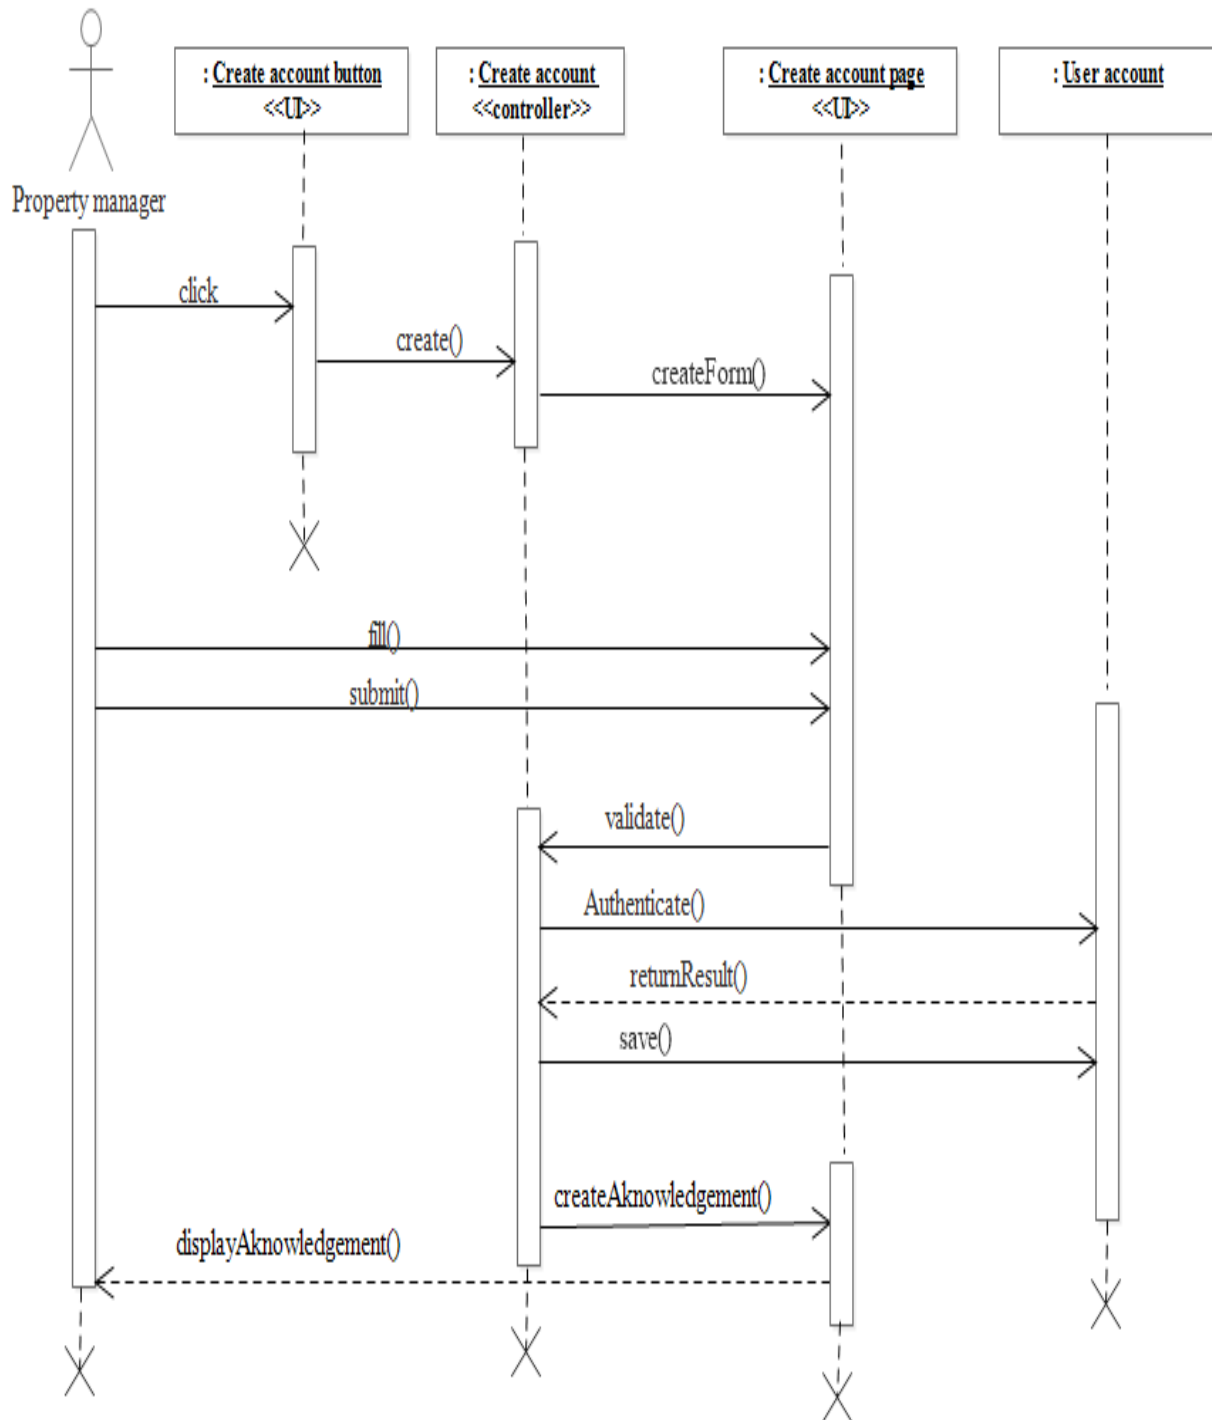 : Create account button
<<UI>>
: Create account
<<controller>>
: Create account page
<<UI>>
: User account
Property manager
click
create()
createForm()
fill()
submit()
validate()
Authenticate()
returnResult()
save()
createAknowledgement()
displayAknowledgement()